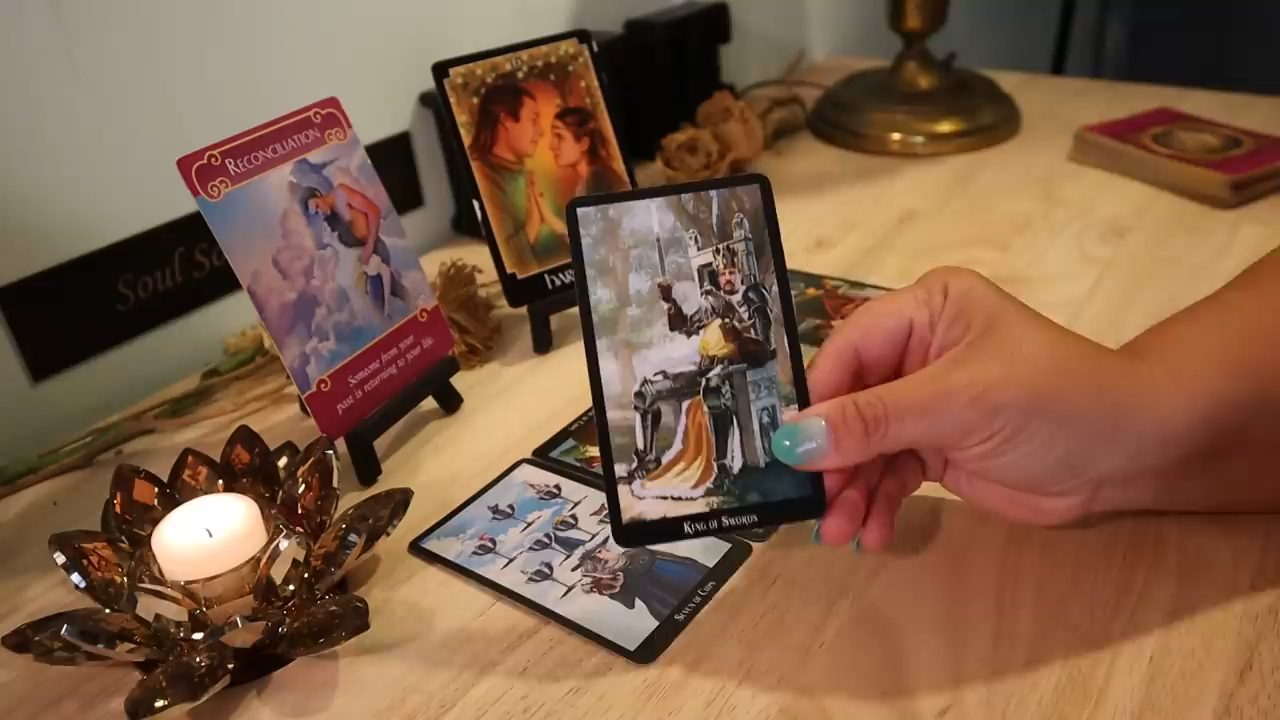 RECONCILIATION
Someone from your
past is returning to your life.
Soul
KING OF SWORDS
SEVEN OF CUPS